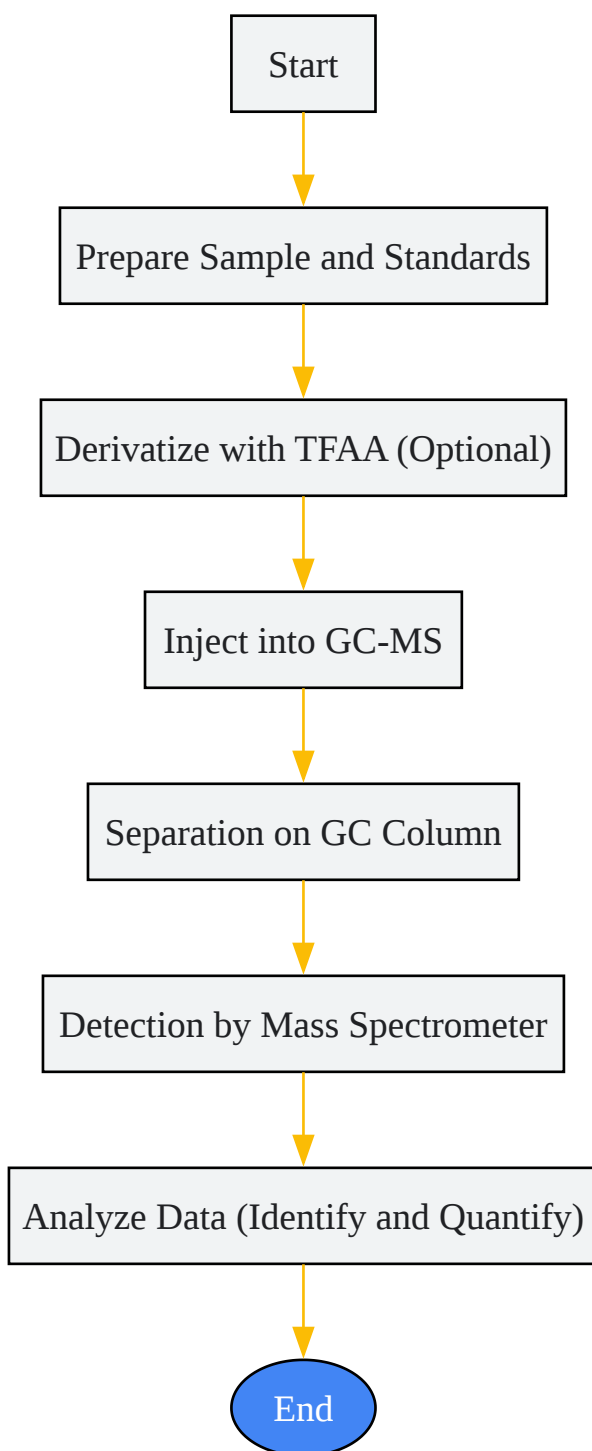 Start
Prepare Sample and Standards
Derivatize with TFAA (Optional)
Inject into GC-MS
Separation on GC Column
Detection by Mass Spectrometer
Analyze Data (Identify and Quantify)
End